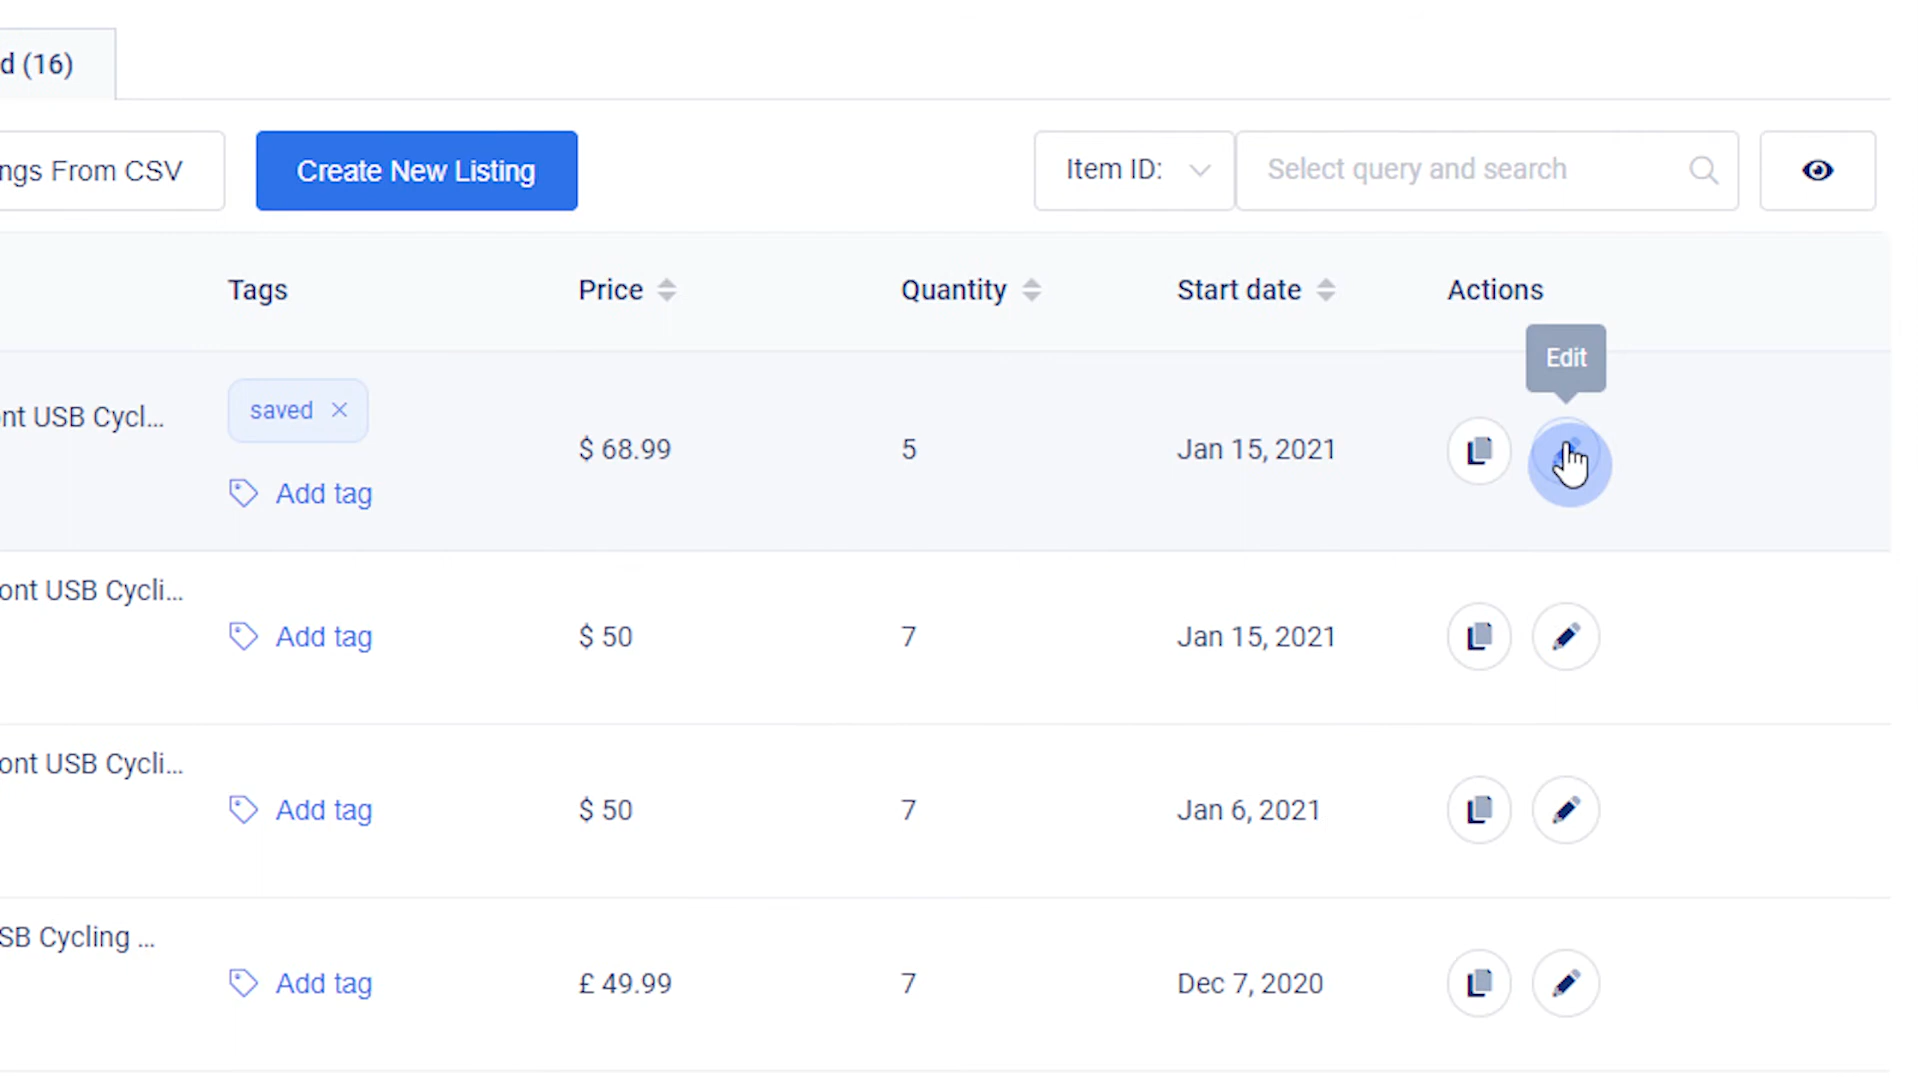 d (16)
ngs From CSV
Create New Listing
Item ID:
Select query and search
Tags
Price
Quantity
Start date
Actions
Edit
nt USB Cycl...
saved
Add tag
$ 68.99
5
Jan 15, 2021
ont USB Cycli...
Add tag
$ 50
7
Jan 15, 2021
ont USB Cycli...
Add tag
$ 50
7
Jan 6, 2021
SB Cycling ...
Add tag
£ 49.99
7
Dec 7, 2020